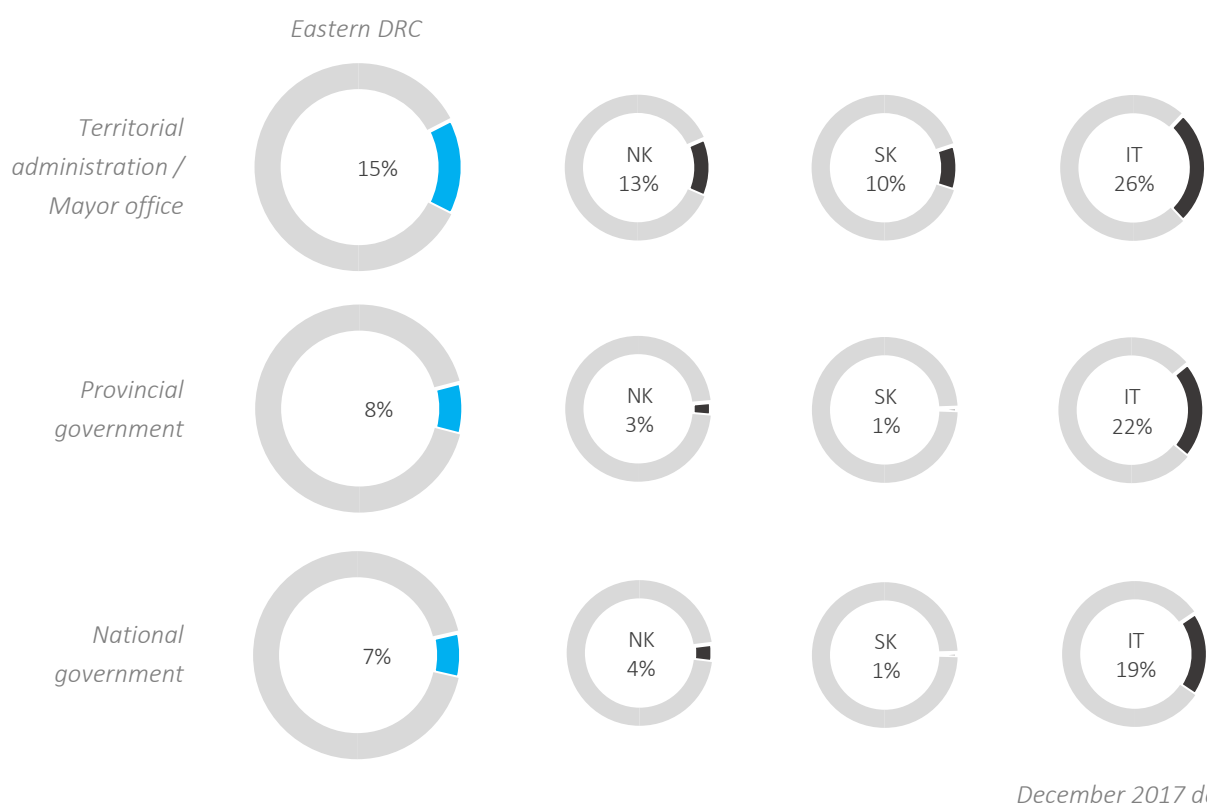 Eastern DRC
Territorial
administration /
Mayor office
15%
NK
13%
SK
10%
IT
26%
Provincial
government
8%
NK
3%
SK
1%
IT
22%
National
government
7%
NK
4%
SK
1%
IT
19%
December 2017